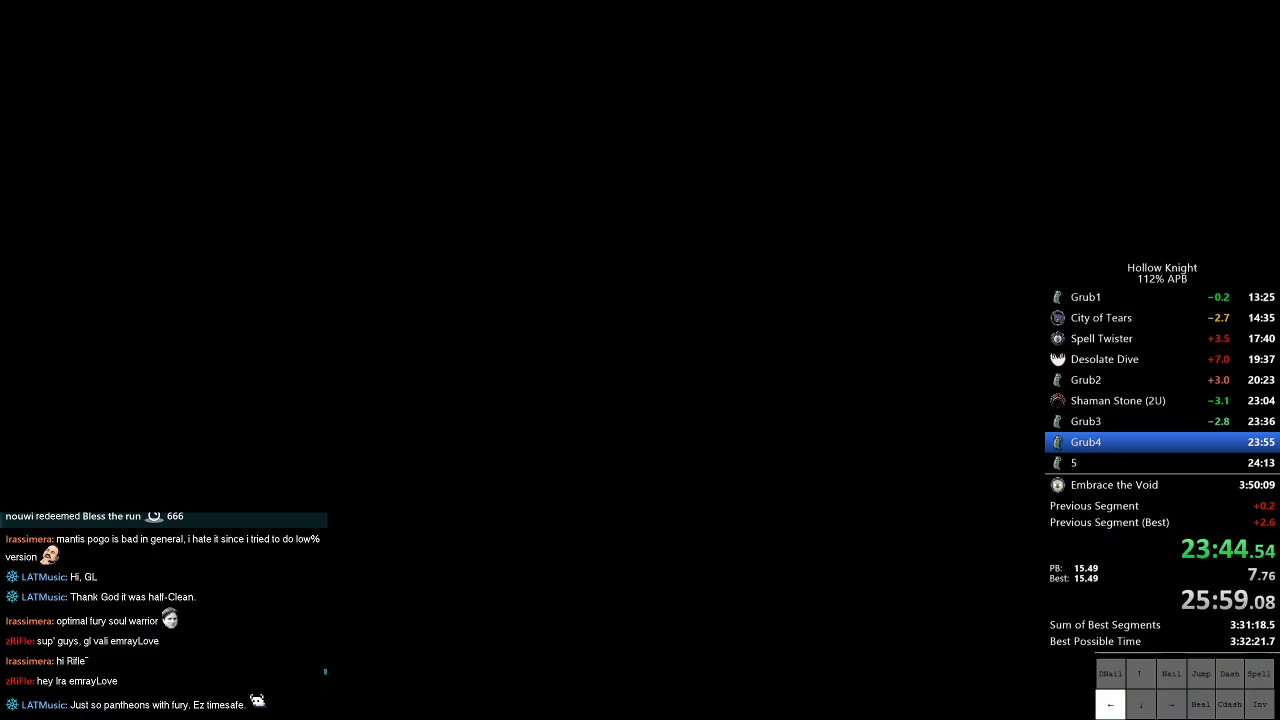 Hollow Knight
112% APB
Grub1 −0.2 13:25
City of Tears −2.7 14:35
Spell Twister +3.5 17:40
Desolate Dive +7.0 19:37
Grub2 +3.0 20:23
Shaman Stone (2U) −3.1 23:04
Grub3 −2.8 23:36
Grub4 23:55
5 24:13
Embrace the Void 3:50:09
Previous Segment +0.2
Previous Segment (Best) +2.6
23:44.54
PB: 15.49
Best: 15.49
7.76
25:59.08
Sum of Best Segments 3:31:18.5
Best Possible Time 3:32:21.7
DNail ↑ Nail Jump Dash Spell
← ↓ → Heal Cdash Inv
nouwi redeemed Bless the run 666
Irassimera: mantis pogo is bad in general, i hate it since i tried to do low%
version
LATMusic: Hi, GL
LATMusic: Thank God it was half-Clean.
Irassimera: optimal fury soul warrior
zRiFle: sup' guys, gl vali emrayLove
Irassimera: hi Rifle~
zRiFle: hey Ira emrayLove
LATMusic: Just so pantheons with fury. Ez timesafe.